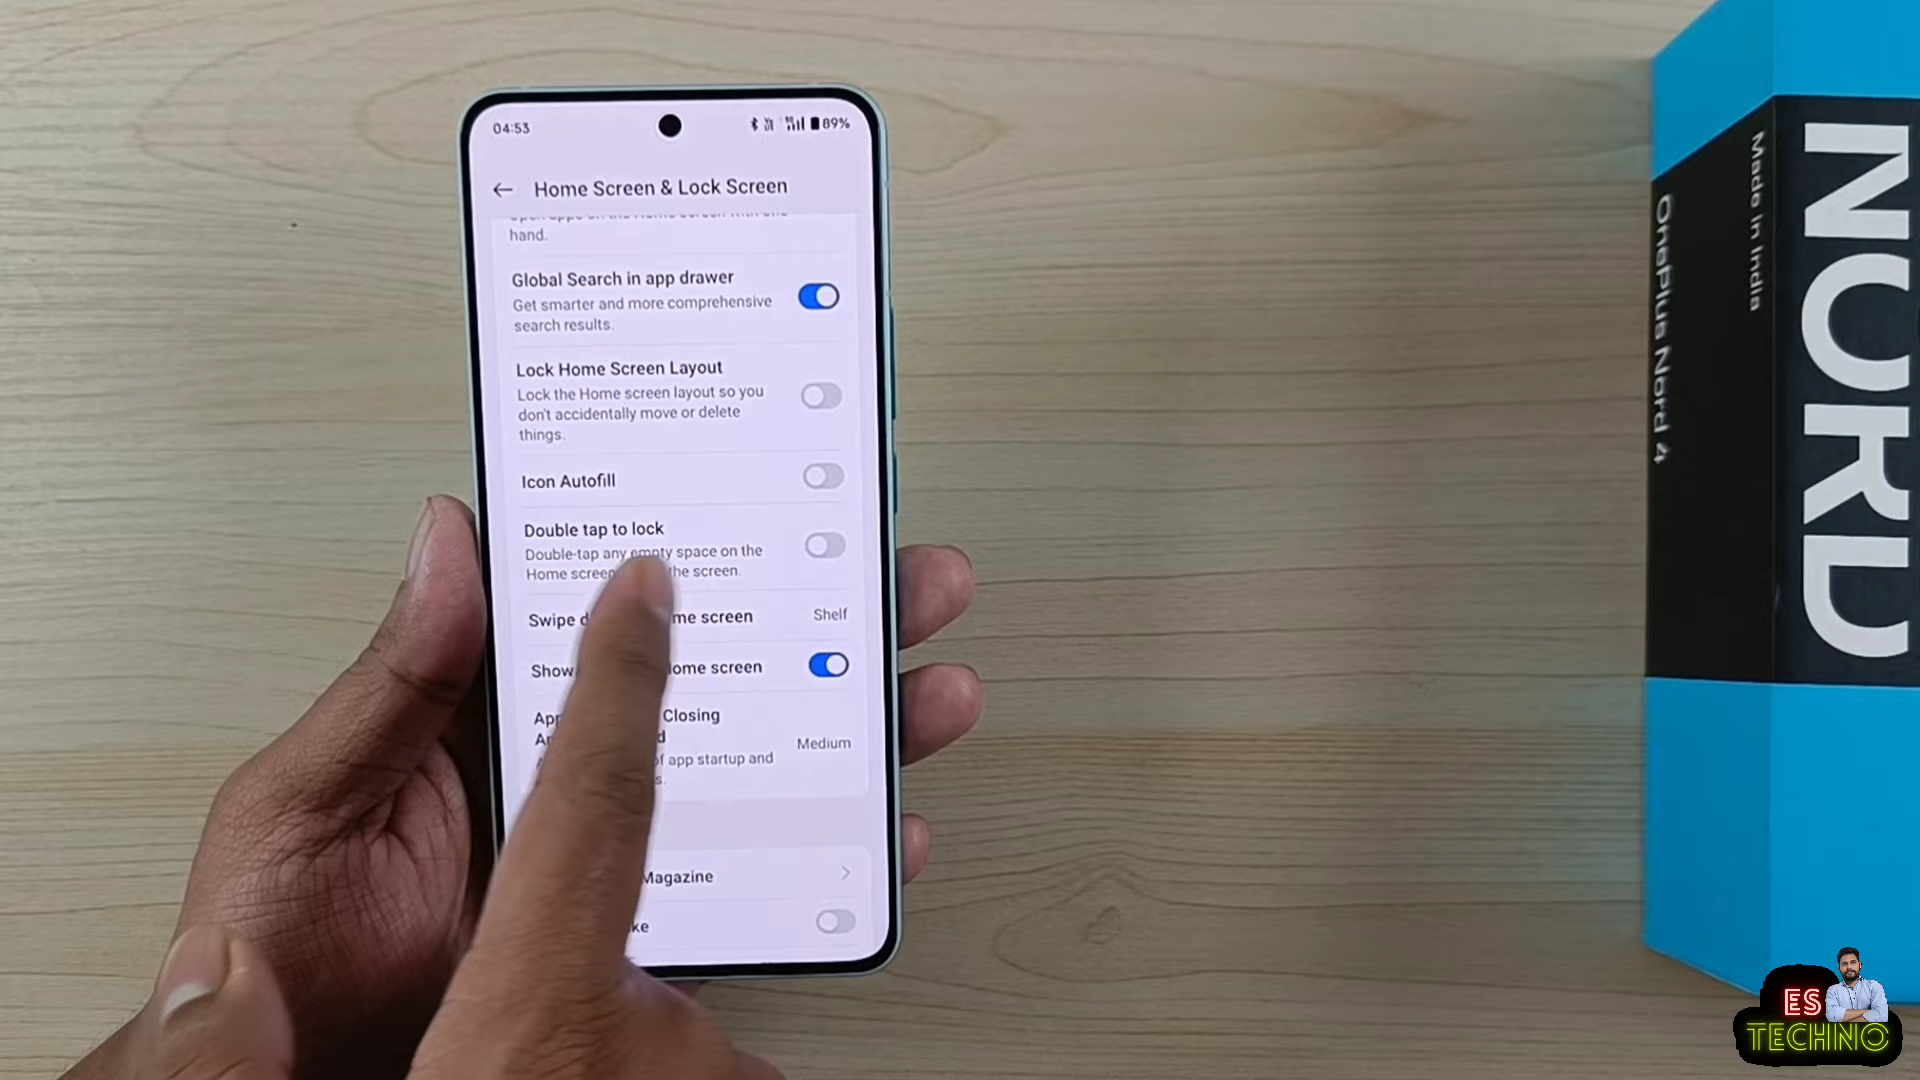 04:53
89%
Home Screen & Lock Screen
hand.
Global Search in app drawer
Get smarter and more comprehensive
search results.
Lock Home Screen Layout
Lock the Home screen layout so you
don't accidentally move or delete
things.
Icon Autofill
Double tap to lock
Double-tap any empty space on the
Home screen the screen.
Swipe screen
Shelf
Show Home screen
Closing
Medium
of app startup and
Magazine
NORD
Made in India
OnePlus Nord 4
ES
TECHNO